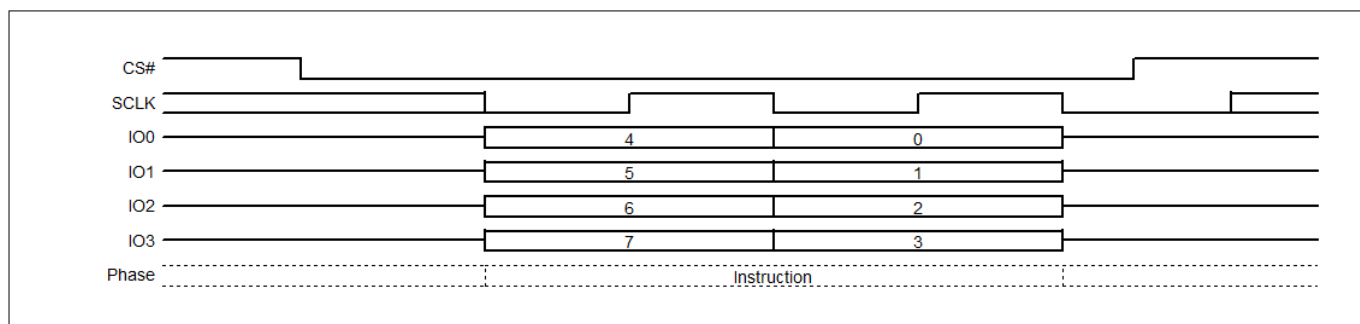 CS#
SCLK
IO0 4 0
IO1 5 1
IO2 6 2
IO3 7 3
Phase Instruction